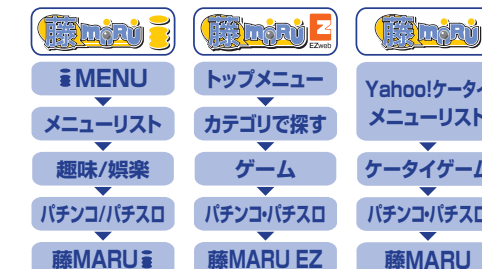 藤MARU
iMENU
メニューリスト
趣味/娯楽
パチンコ/パチスロ
藤MARU i
藤MARU EZweb
トップメニュー
カテゴリで探す
ゲーム
パチンコ・パチスロ
藤MARU EZ
藤MARU
Yahoo!ケータイ
メニューリスト
ケータイゲーム
パチンコ・パチスロ
藤MARU